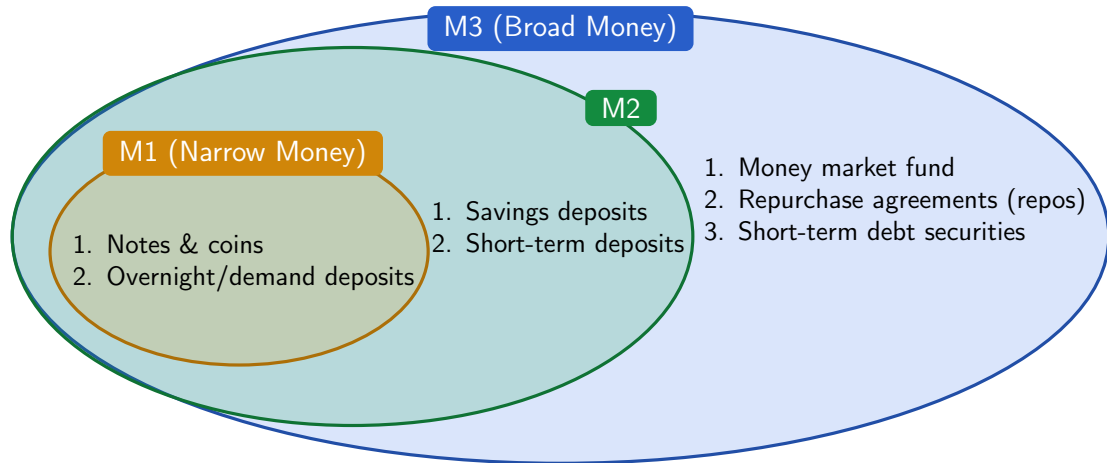 M3 (Broad Money)
M2
M1 (Narrow Money)
1. Notes & coins
2. Overnight/demand deposits
1. Savings deposits
2. Short-term deposits
1. Money market fund
2. Repurchase agreements (repos)
3. Short-term debt securities